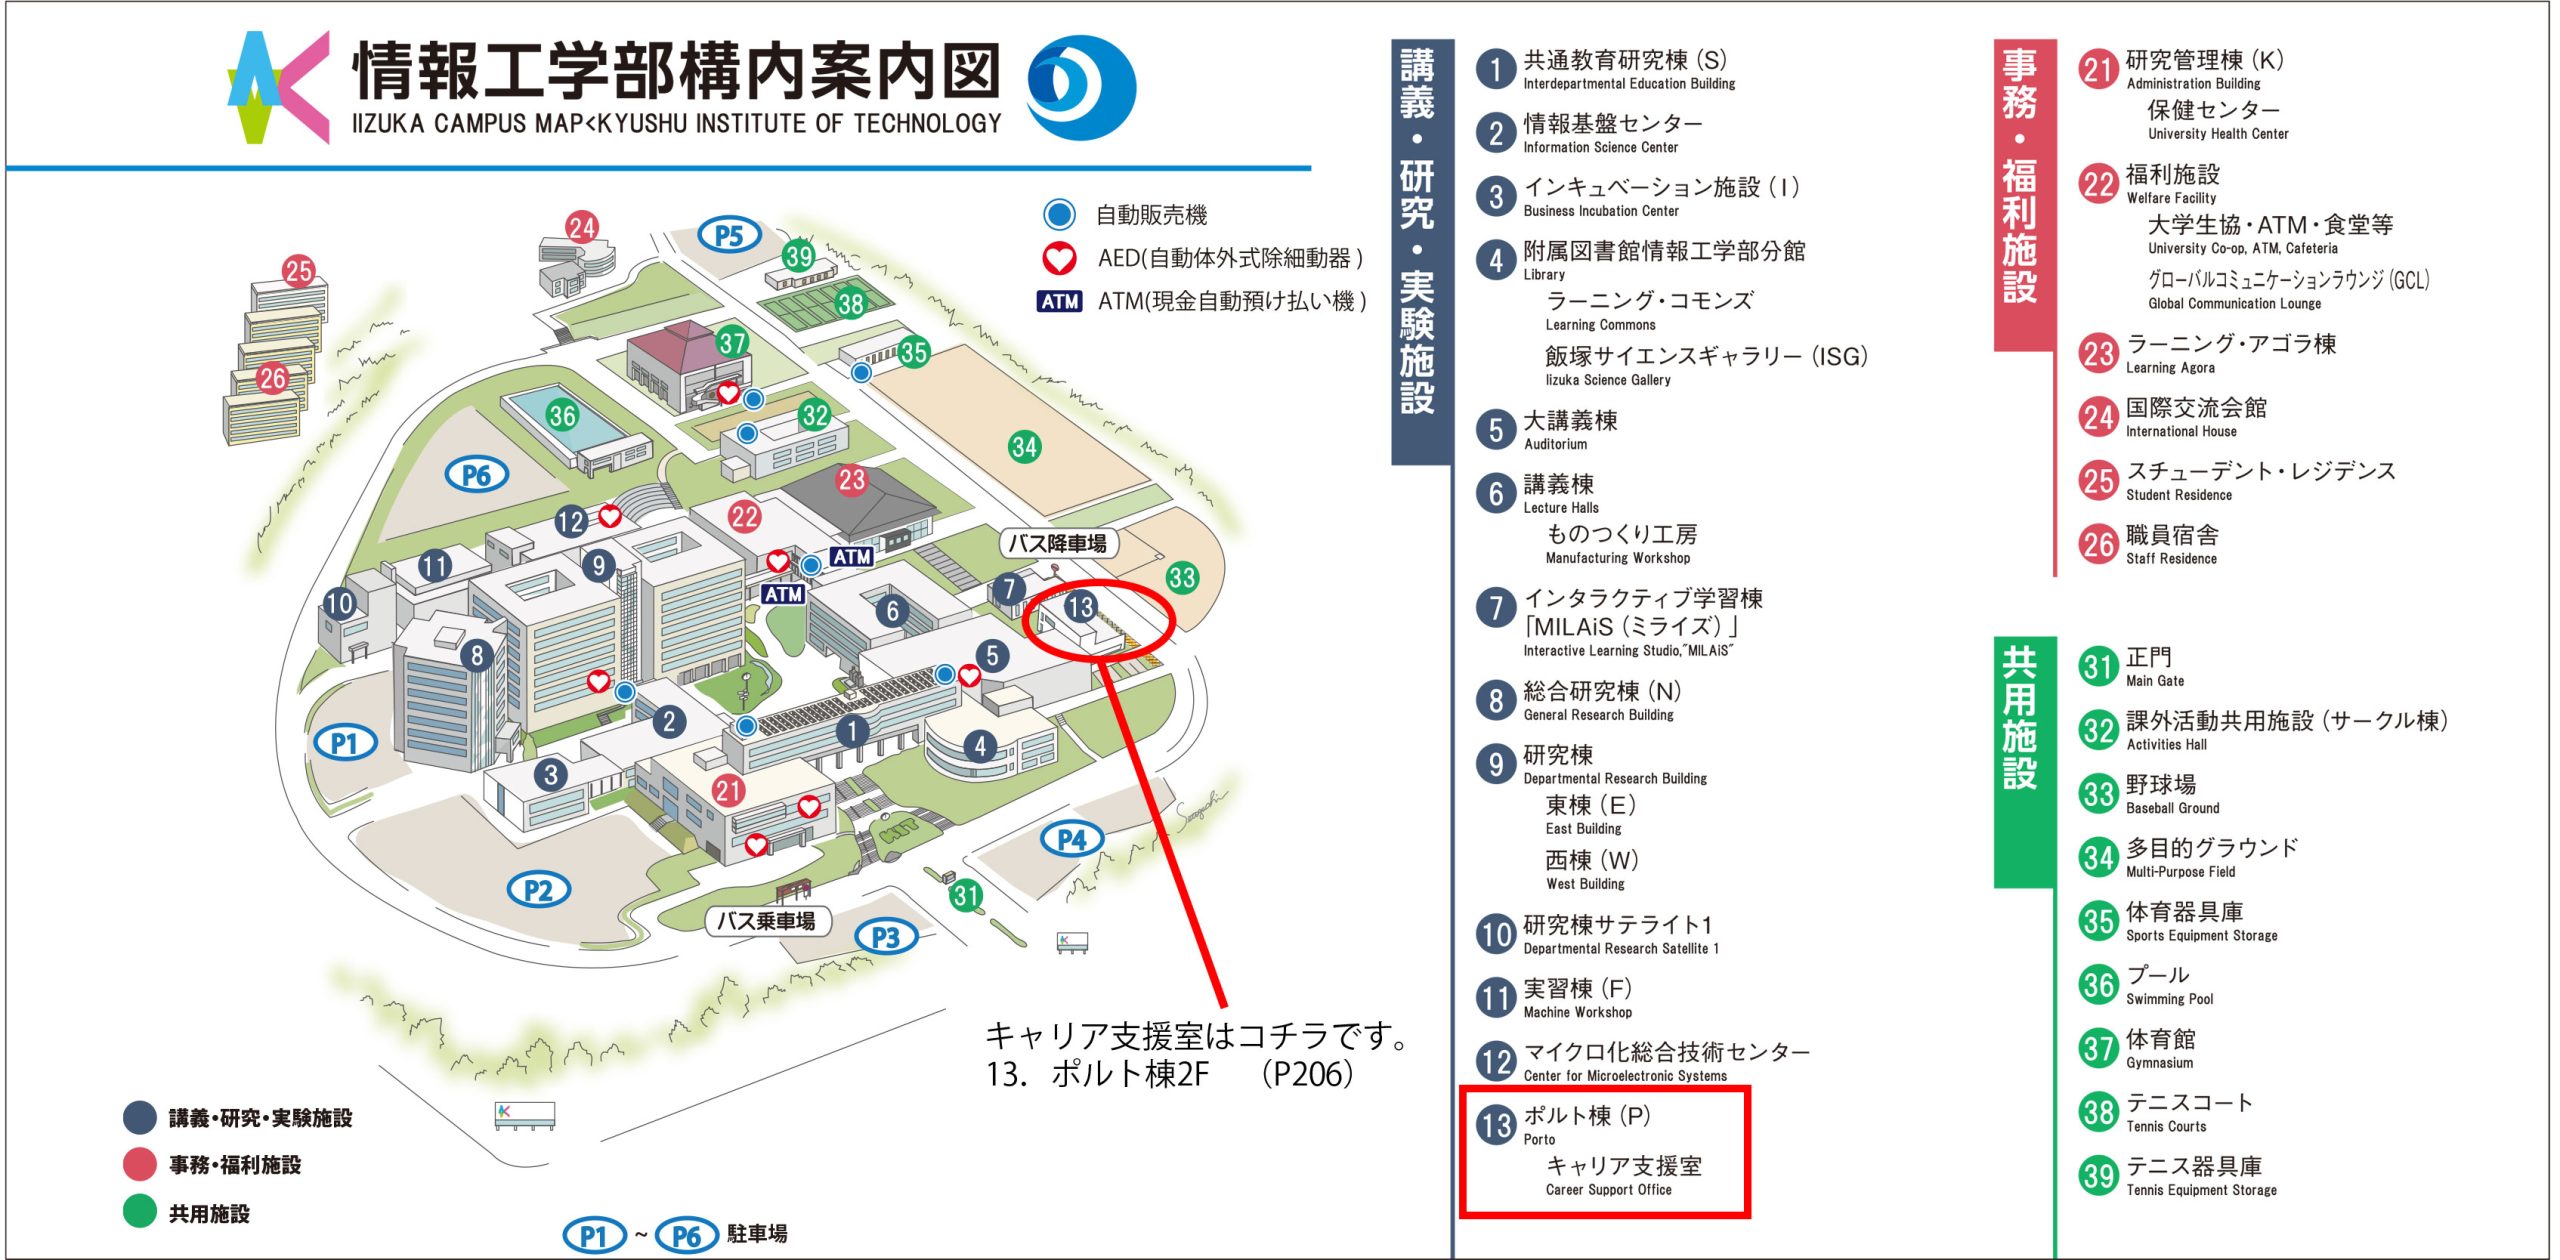 情報工学部構内案内図
IIZUKA CAMPUS MAP<KYUSHU INSTITUTE OF TECHNOLOGY
自動販売機
AED(自動体外式除細動器)
ATM ATM(現金自動預け払い機)
P5
24
39
25
38
37
35
26
36
32
34
P6
23
22
12
バス降車場
ATM
11
9
33
7
ATM
10
13
6
8
5
2
1
P1
4
3
21
KIT
P4
P2
31
バス乗車場
P3
キャリア支援室はコチラです。
13. ポルト棟2F (P206)
講義・研究・実験施設
事務・福利施設
共用施設
P1 ~ P6 駐車場
講義・研究・実験施設
1 共通教育研究棟(S)
Interdepartmental Education Building
2 情報基盤センター
Information Science Center
3 インキュベーション施設(I)
Business Incubation Center
4 附属図書館情報工学部分館
Library
ラーニング・コモンズ
Learning Commons
飯塚サイエンスギャラリー(ISG)
Iizuka Science Gallery
5 大講義棟
Auditorium
6 講義棟
Lecture Halls
ものつくり工房
Manufacturing Workshop
7 インタラクティブ学習棟
「MILAiS(ミライズ)」
Interactive Learning Studio,"MILAiS"
8 総合研究棟(N)
General Research Building
9 研究棟
Departmental Research Building
東棟(E)
East Building
西棟(W)
West Building
10 研究棟サテライト1
Departmental Research Satellite 1
11 実習棟(F)
Machine Workshop
12 マイクロ化総合技術センター
Center for Microelectronic Systems
13 ポルト棟(P)
Porto
キャリア支援室
Career Support Office
事務・福利施設
21 研究管理棟(K)
Administration Building
保健センター
University Health Center
22 福利施設
Welfare Facility
大学生協・ATM・食堂等
University Co-op, ATM, Cafeteria
グローバルコミュニケーションラウンジ(GCL)
Global Communication Lounge
23 ラーニング・アゴラ棟
Learning Agora
24 国際交流会館
International House
25 スチューデント・レジデンス
Student Residence
26 職員宿舎
Staff Residence
共用施設
31 正門
Main Gate
32 課外活動共用施設(サークル棟)
Activities Hall
33 野球場
Baseball Ground
34 多目的グラウンド
Multi-Purpose Field
35 体育器具庫
Sports Equipment Storage
36 プール
Swimming Pool
37 体育館
Gymnasium
38 テニスコート
Tennis Courts
39 テニス器具庫
Tennis Equipment Storage